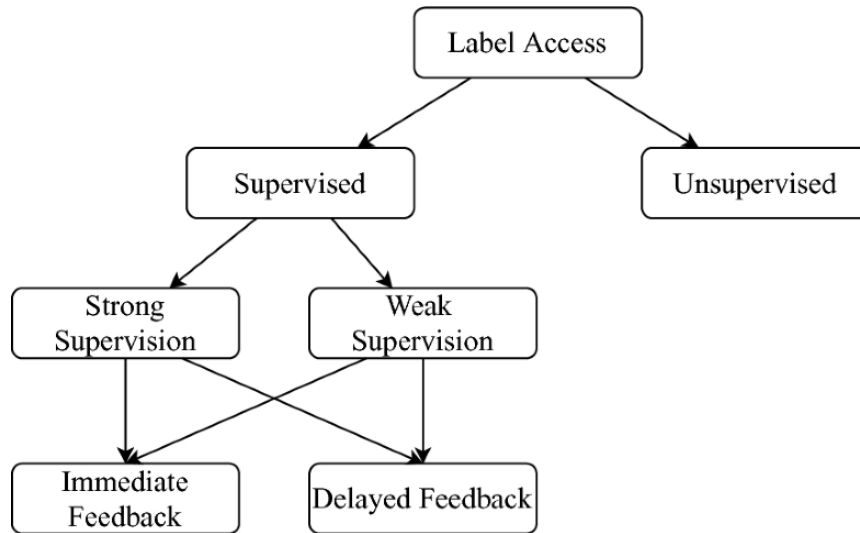 Label Access
Supervised
Unsupervised
Strong
Supervision
Weak
Supervision
Immediate
Feedback
Delayed Feedback